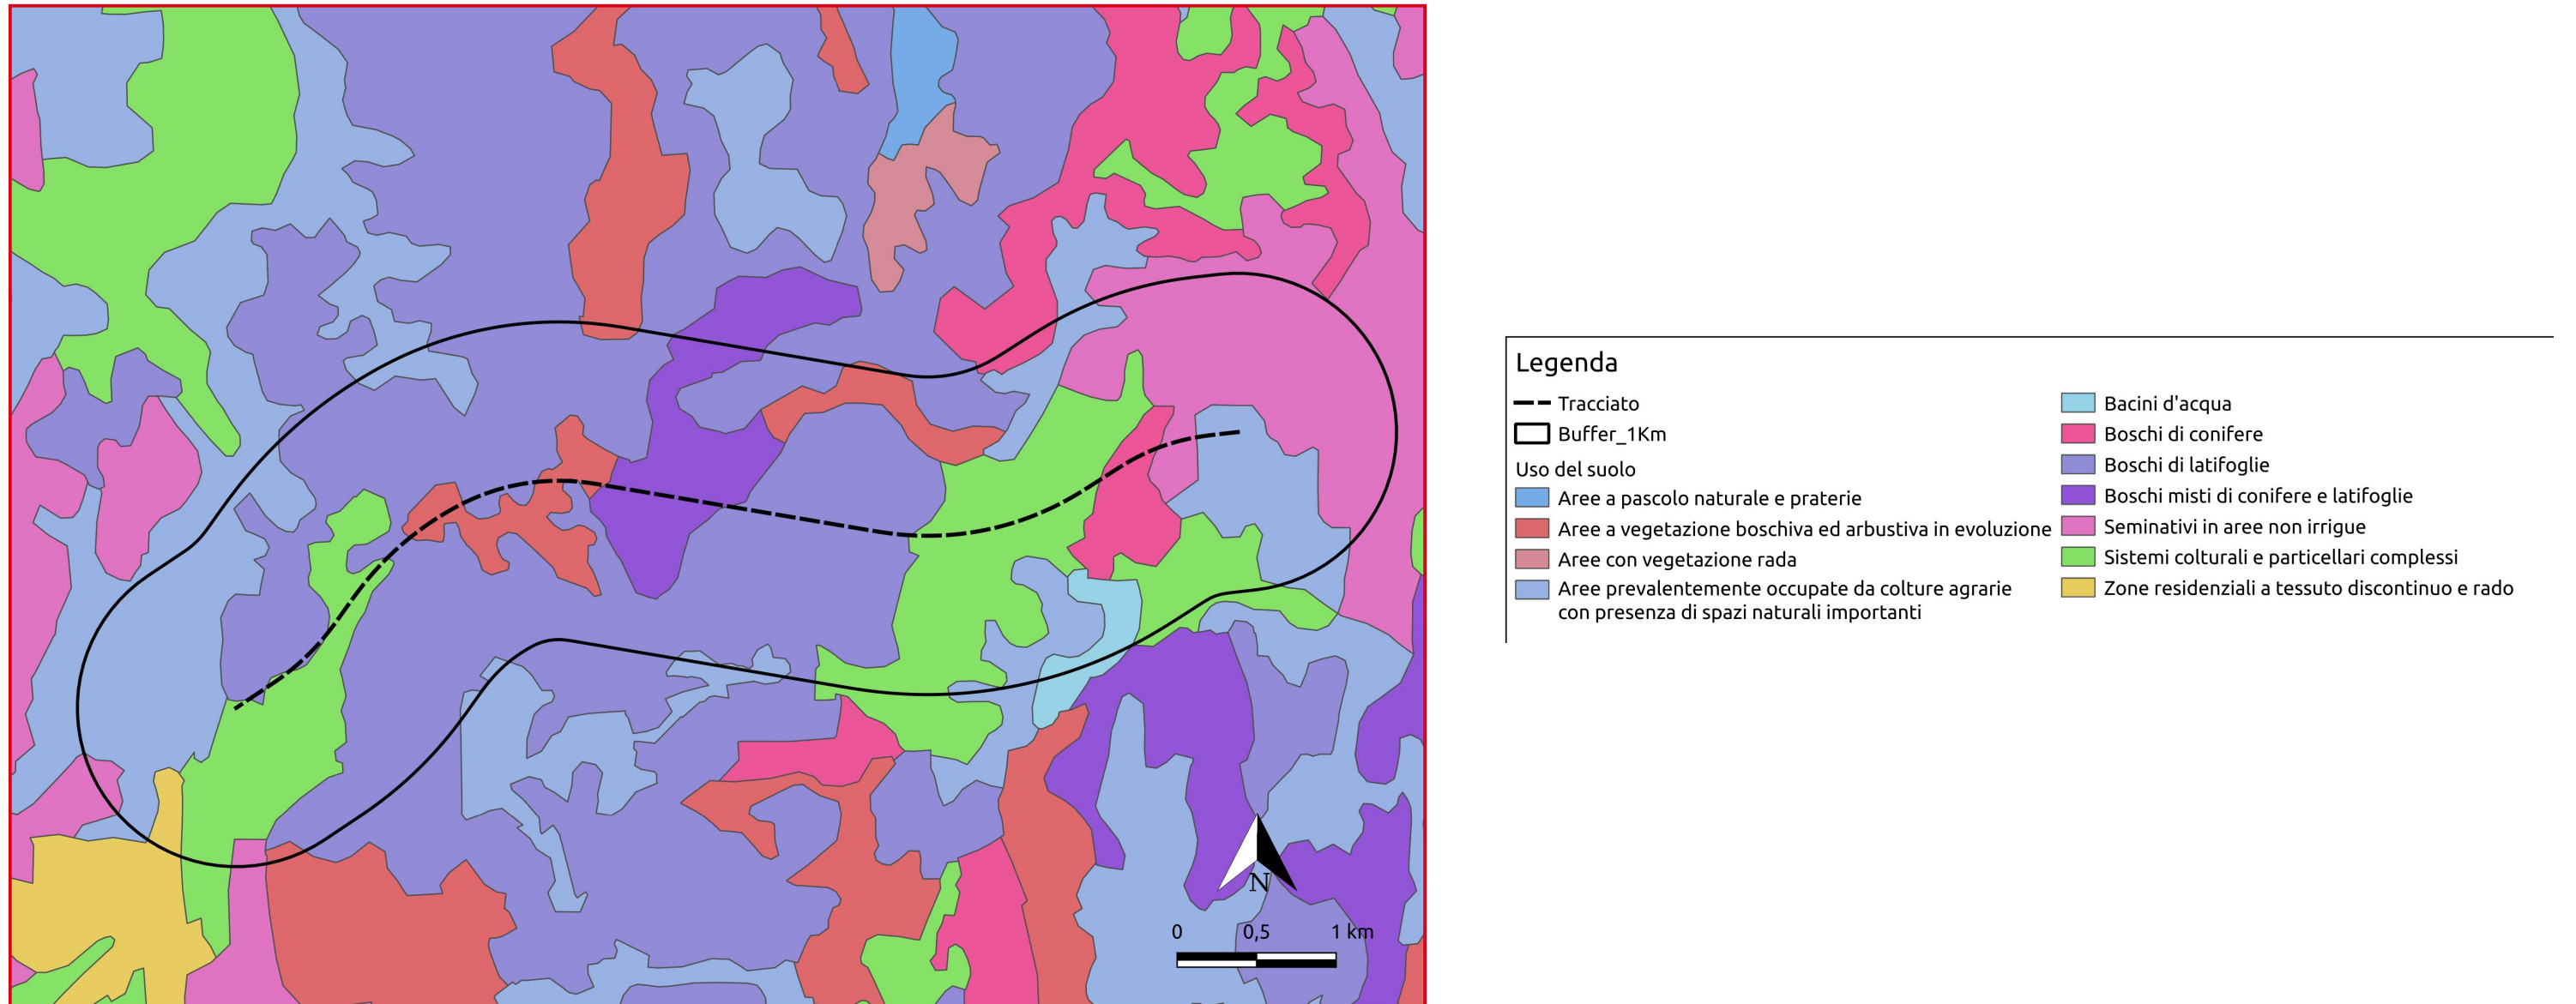 N
0 0,5 1 km
Legenda
Tracciato
Buffer_1Km
Uso del suolo
Aree a pascolo naturale e praterie
Aree a vegetazione boschiva ed arbustiva in evoluzione
Aree con vegetazione rada
Aree prevalentemente occupate da colture agrarie
con presenza di spazi naturali importanti
Bacini d'acqua
Boschi di conifere
Boschi di latifoglie
Boschi misti di conifere e latifoglie
Seminativi in aree non irrigue
Sistemi colturali e particellari complessi
Zone residenziali a tessuto discontinuo e rado